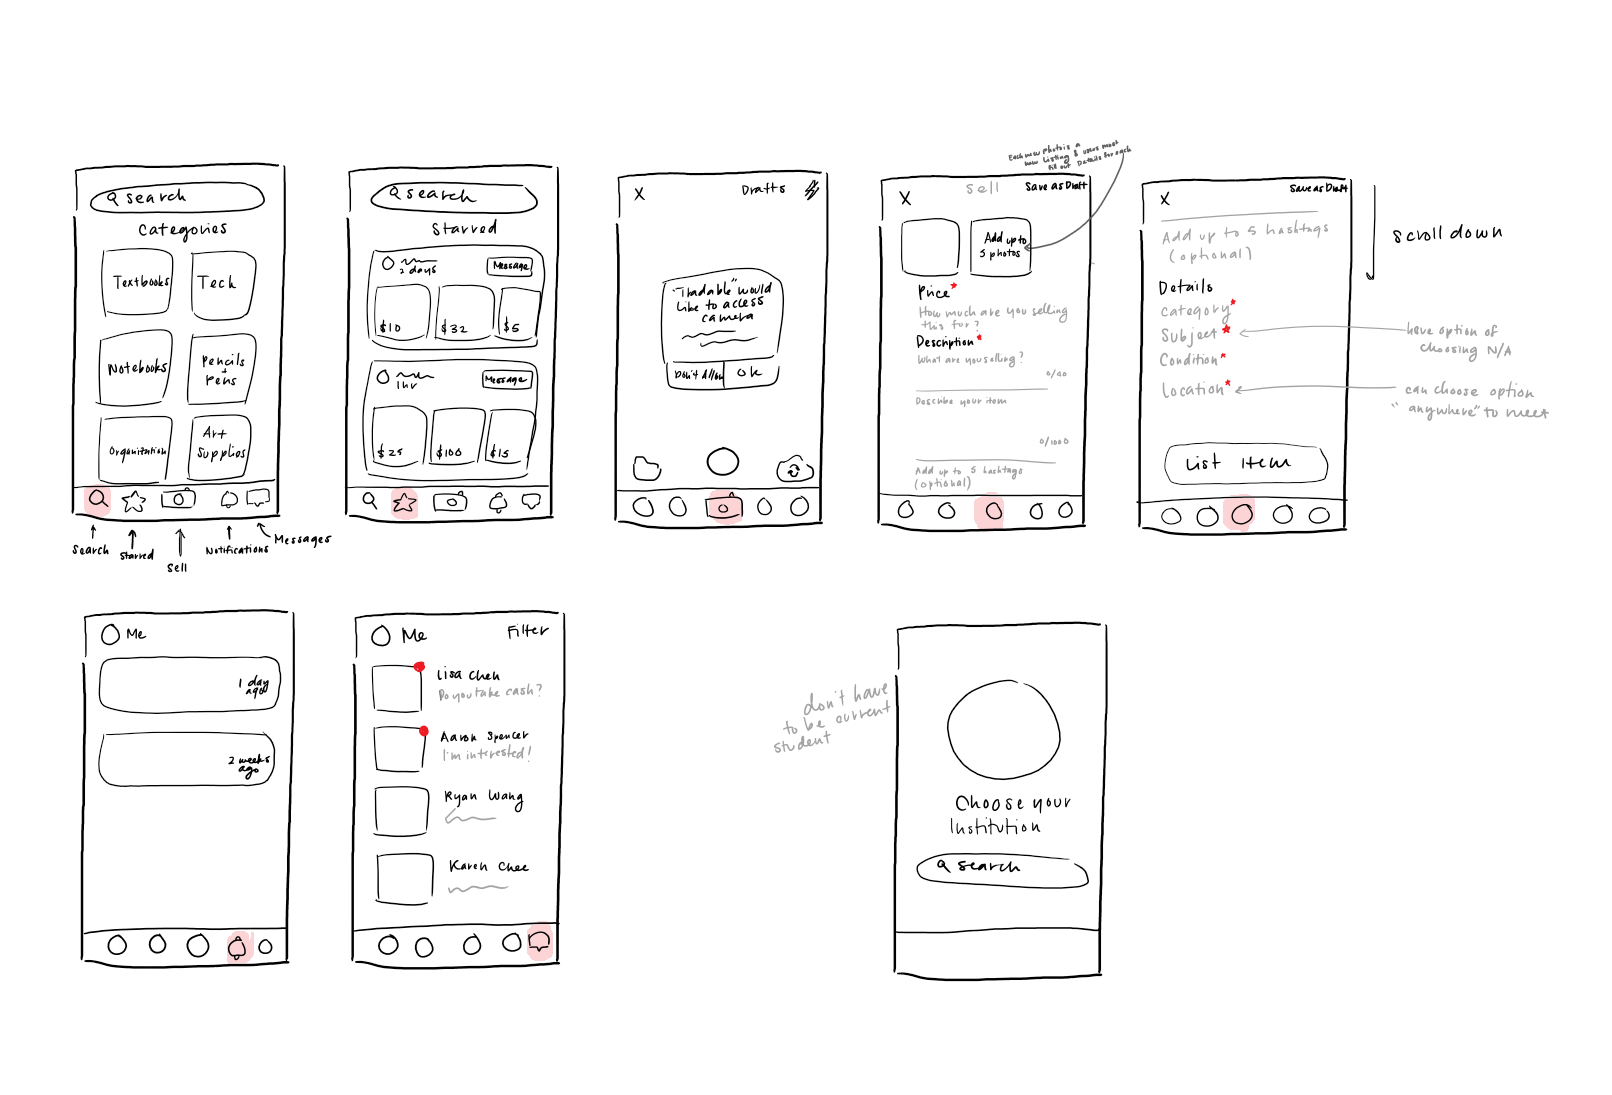 search
Categories
Textbooks
Tech
Notebooks
Pencils
+
Pens
Organization
Art
Supplies
Search
Starred
Sell
Notifications
Messages
search
Starred
2 days
Message
$10
$32
$5
1hr
Message
$25
$100
$15
X
Drafts
"Tradable" would
like to access
camera
Don't Allow
OK
Each new photo is a
new listing & users must
fill out Details for each
X
Sell
Save as Draft
Add up to
5 photos
Price*
How much are you selling
this for?
Description*
What are you selling?
Describe your item
0/1000
Add up to 5 hashtags
(optional)
X
Save as Draft
Add up to 5 hashtags
(optional)
Details
Category*
Subject*
Condition*
Location*
List Item
scroll down
have option of
choosing N/A
can choose option
"anywhere" to meet
Me
1 day
ago
2 weeks
ago
Me
Filter
Lisa Chen
Do you take cash?
Aaron Spencer
I'm interested!
Ryan Wang
Karen Chee
don't have
to be current
student
Choose your
Institution
search